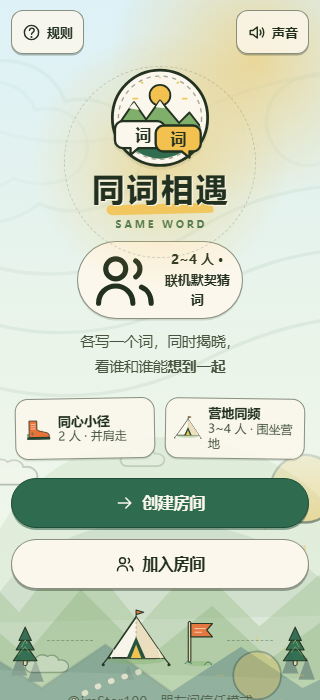 规则
声音
词
词
同词相遇
SAME WORD
2~4 人 •
联机默契猜
词
各写一个词，同时揭晓，
看谁和谁能想到一起
同心小径
2 人 · 并肩走
营地同频
3~4 人 · 围坐营
地
创建房间
加入房间